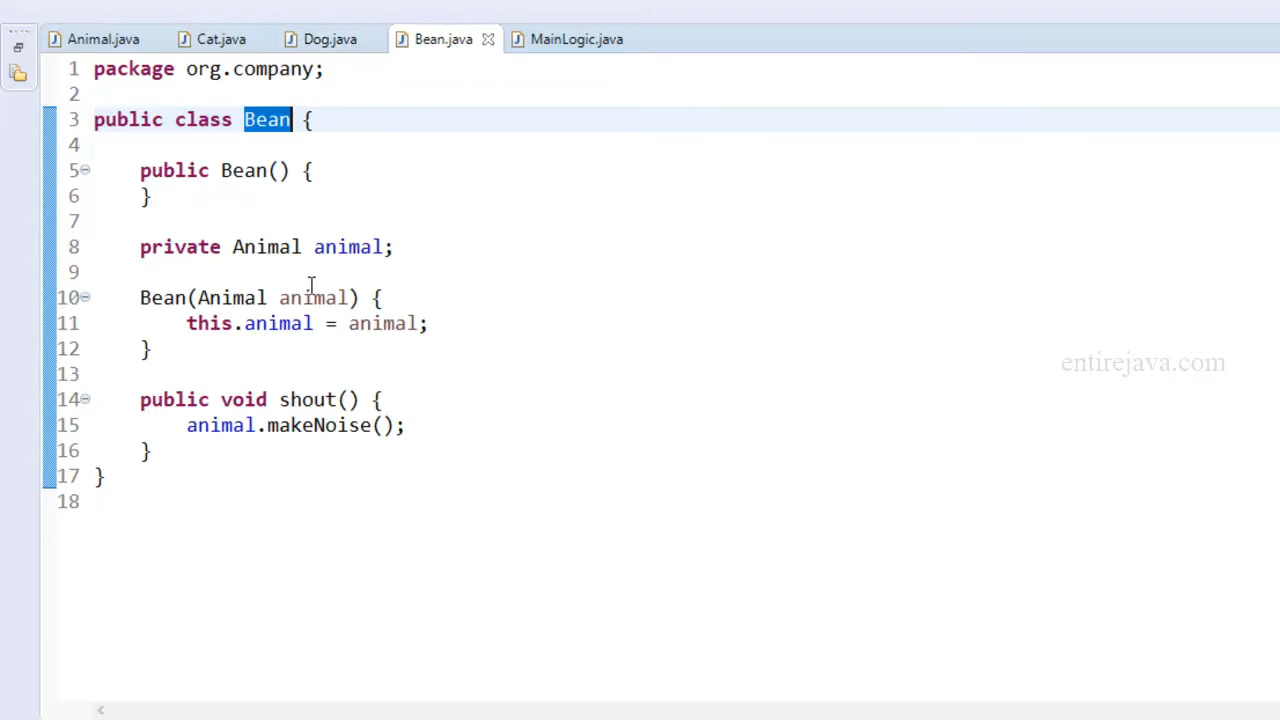 Animal.java Cat.java Dog.java Bean.java MainLogic.java
1 package org.company;
2
3 public class Bean {
4
5 public Bean() {
6 }
7
8 private Animal animal;
9
10 Bean(Animal animal) {
11 this.animal = animal;
12 }
13
14 public void shout() {
15 animal.makeNoise();
16 }
17 }
18
entirejava.com